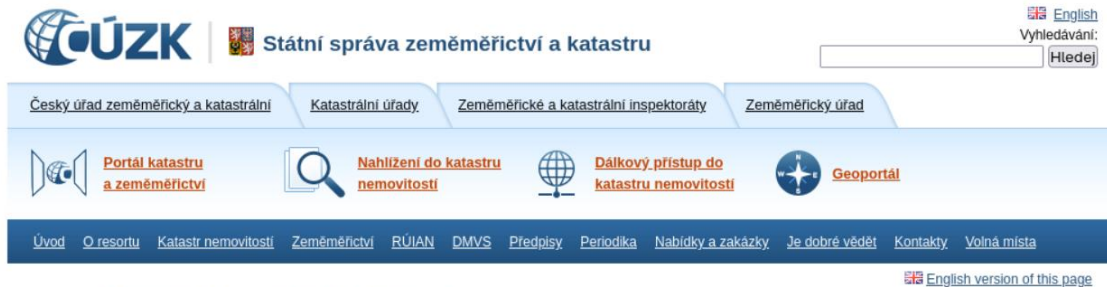 English
Vyhledávání:
Hledej
ČÚZK
Státní správa zeměměřictví a katastru
Český úřad zeměměřický a katastrální
Katastrální úřady
Zeměměřické a katastrální inspektoráty
Zeměměřický úřad
Portál katastru
a zeměměřictví
Nahlížení do katastru
nemovitostí
Dálkový přístup do
katastru nemovitostí
N
W E
S
Geoportál
Úvod O resortu Katastr nemovitostí Zeměměřictví RÚIAN DMVS Předpisy Periodika Nabídky a zakázky Je dobré vědět Kontakty Volná místa
English version of this page